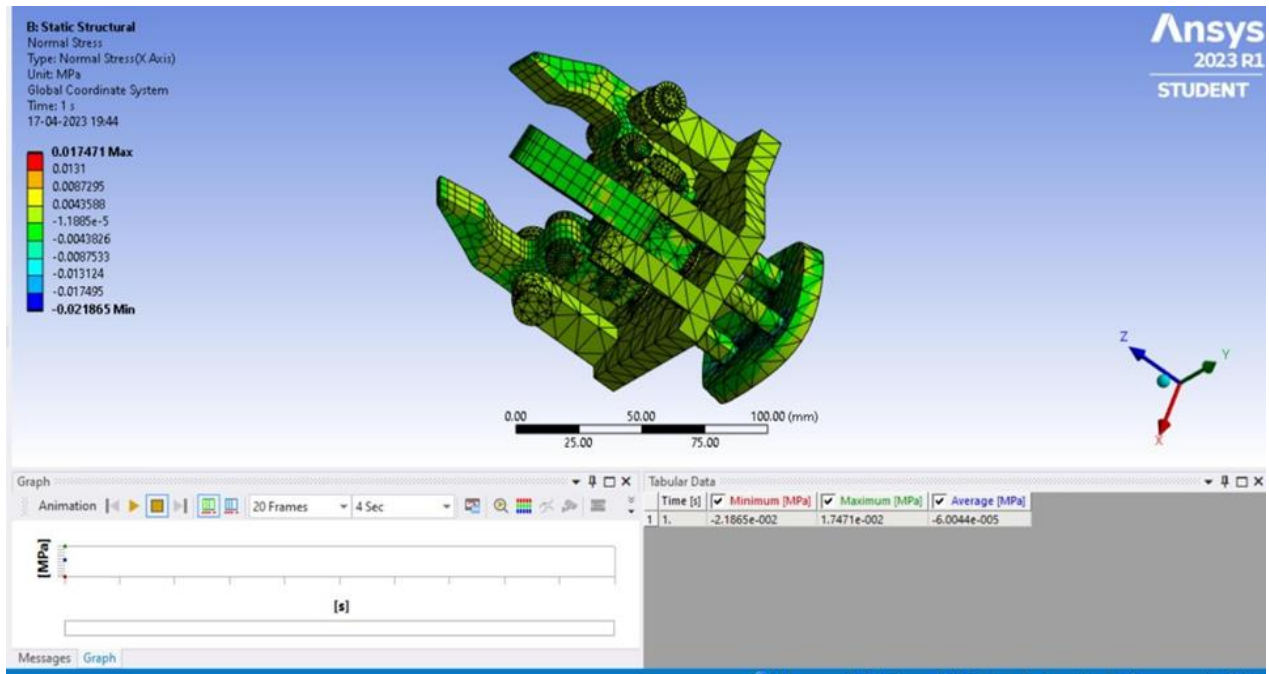 B: Static Structural
Normal Stress
Type: Normal Stress(X Axis)
Unit: MPa
Global Coordinate System
Time: 1 s
17-04-2023 19:44
0.017471 Max
0.0131
0.0087295
0.0043588
-1.1885e-5
-0.0043826
-0.0087533
-0.013124
-0.017495
-0.021865 Min
Ansys
2023 R1
STUDENT
Z
Y
X
0.00 50.00 100.00 (mm)
25.00 75.00
Graph
Animation 20 Frames 4 Sec
[MPa]
[s]
Messages Graph
Tabular Data
Time [s] Minimum [MPa] Maximum [MPa] Average [MPa]
1 1. -2.1865e-002 1.7471e-002 -6.0044e-005